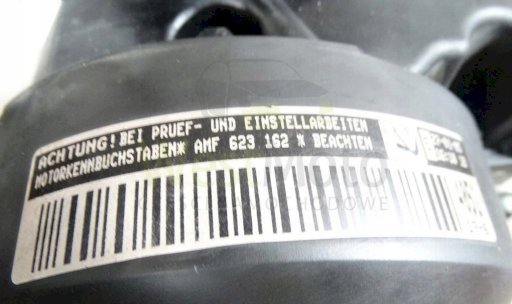 ACHTUNG! BEI PRUEF- UND EINSTELLARBEITEN
MOTORKENNBUCHSTABEN* AMF 623 162 * BEACHTEN